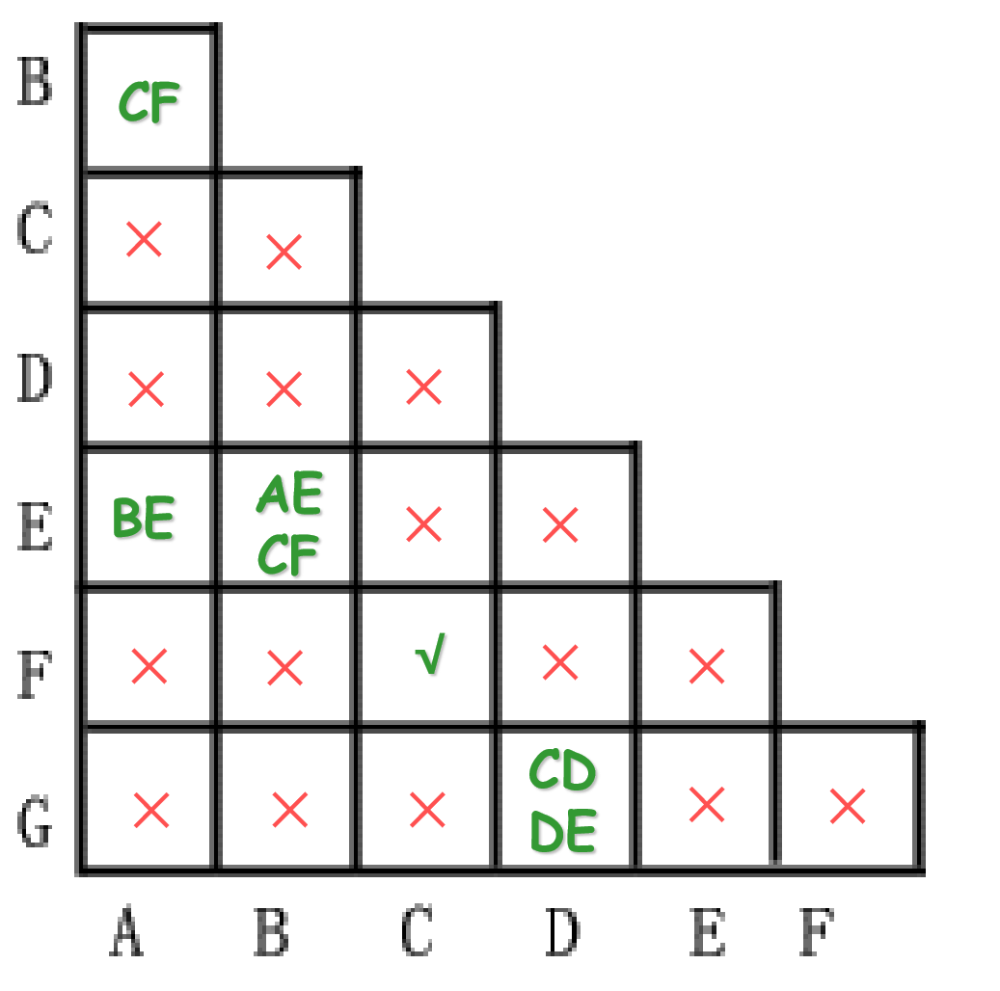 B CF
C × ×
D × × ×
E BE AE CF × ×
F × × √ × ×
G × × × CD DE × ×
A B C D E F